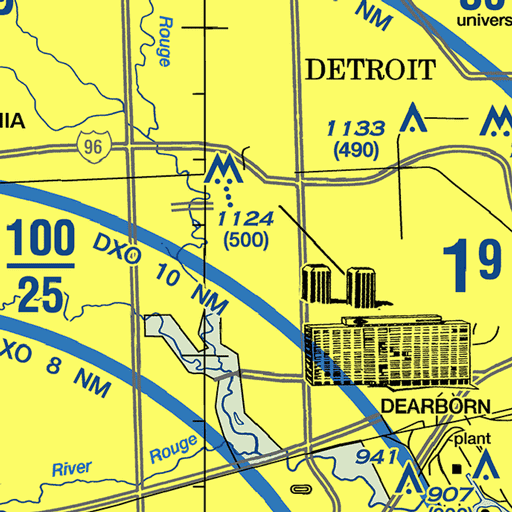 NM
univers
Rouge
DETROIT
NIA
96
1133
(490)
1124
(500)
100
25
DXO 10 NM
19
XO 8 NM
DEARBORN
plant
River
Rouge
941
907